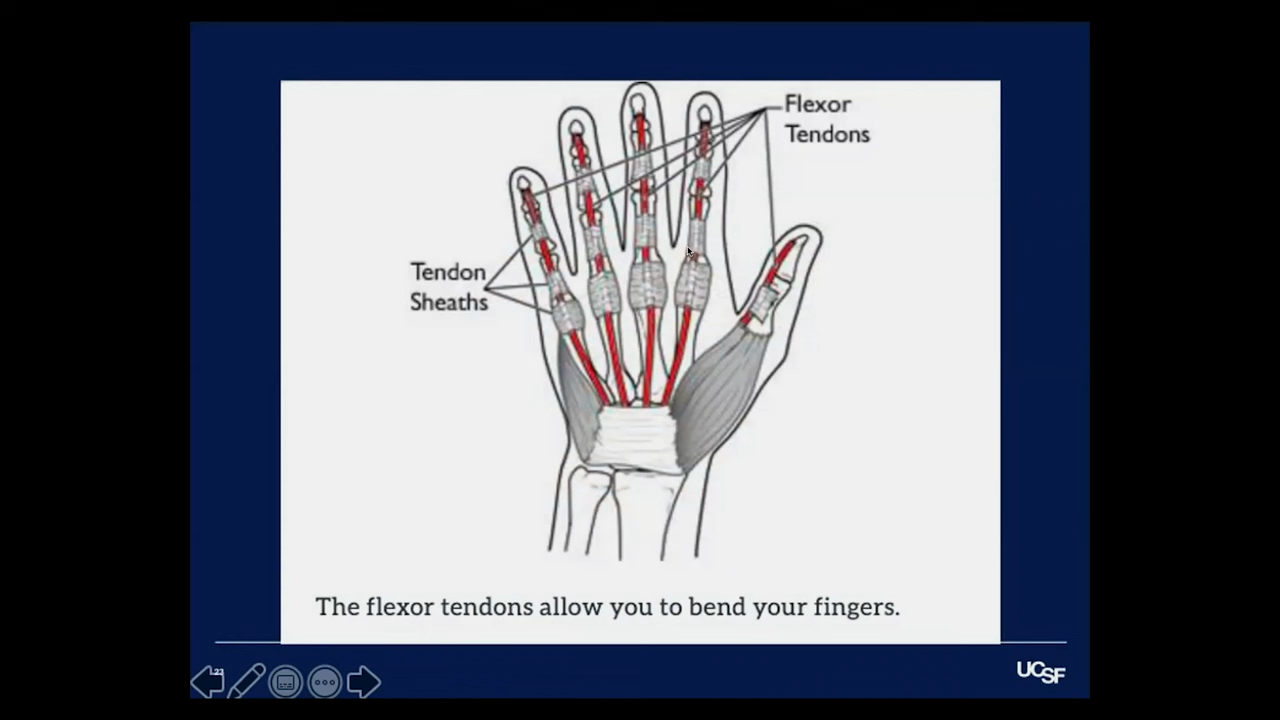 Flexor
Tendons
Tendon
Sheaths
The flexor tendons allow you to bend your fingers.
UCSF